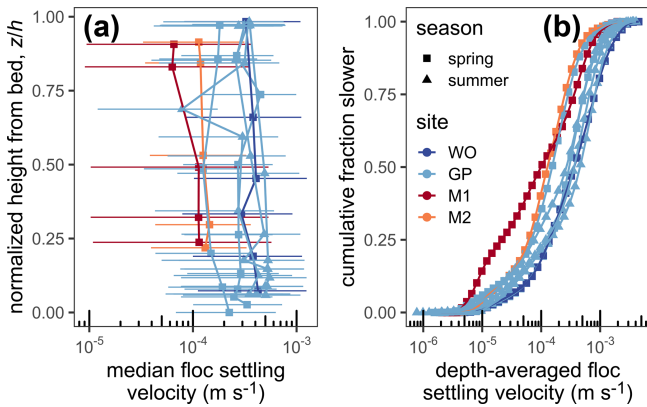 (a)
normalized height from bed, z/h
1.00
0.75
0.50
0.25
0.00
10⁻⁵
10⁻⁴
10⁻³
median floc settling
velocity (m s⁻¹)
(b)
cumulative fraction slower
1.00
0.75
0.50
0.25
0.00
10⁻⁶
10⁻⁵
10⁻⁴
10⁻³
depth-averaged floc
settling velocity (m s⁻¹)
season
spring
summer
site
WO
GP
M1
M2